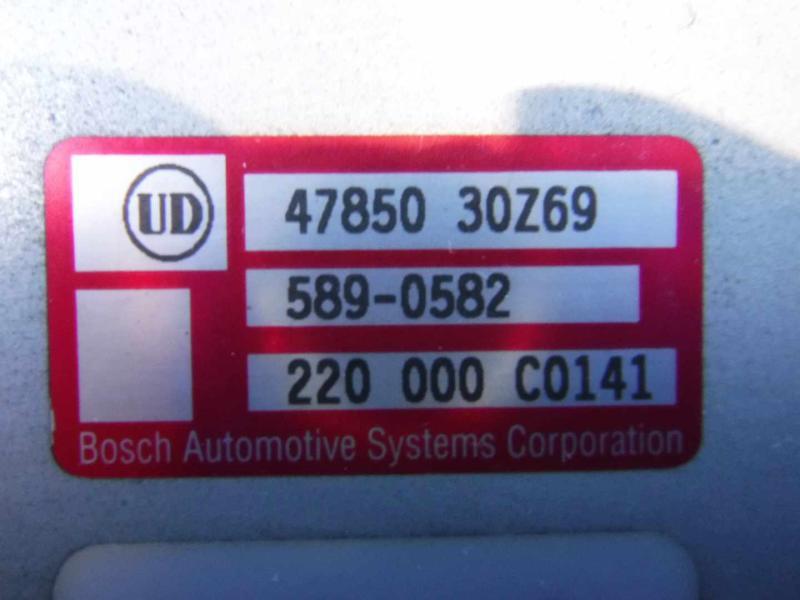 UD
47850 30Z69
589-0582
220 000 C0141
Bosch Automotive Systems Corporation